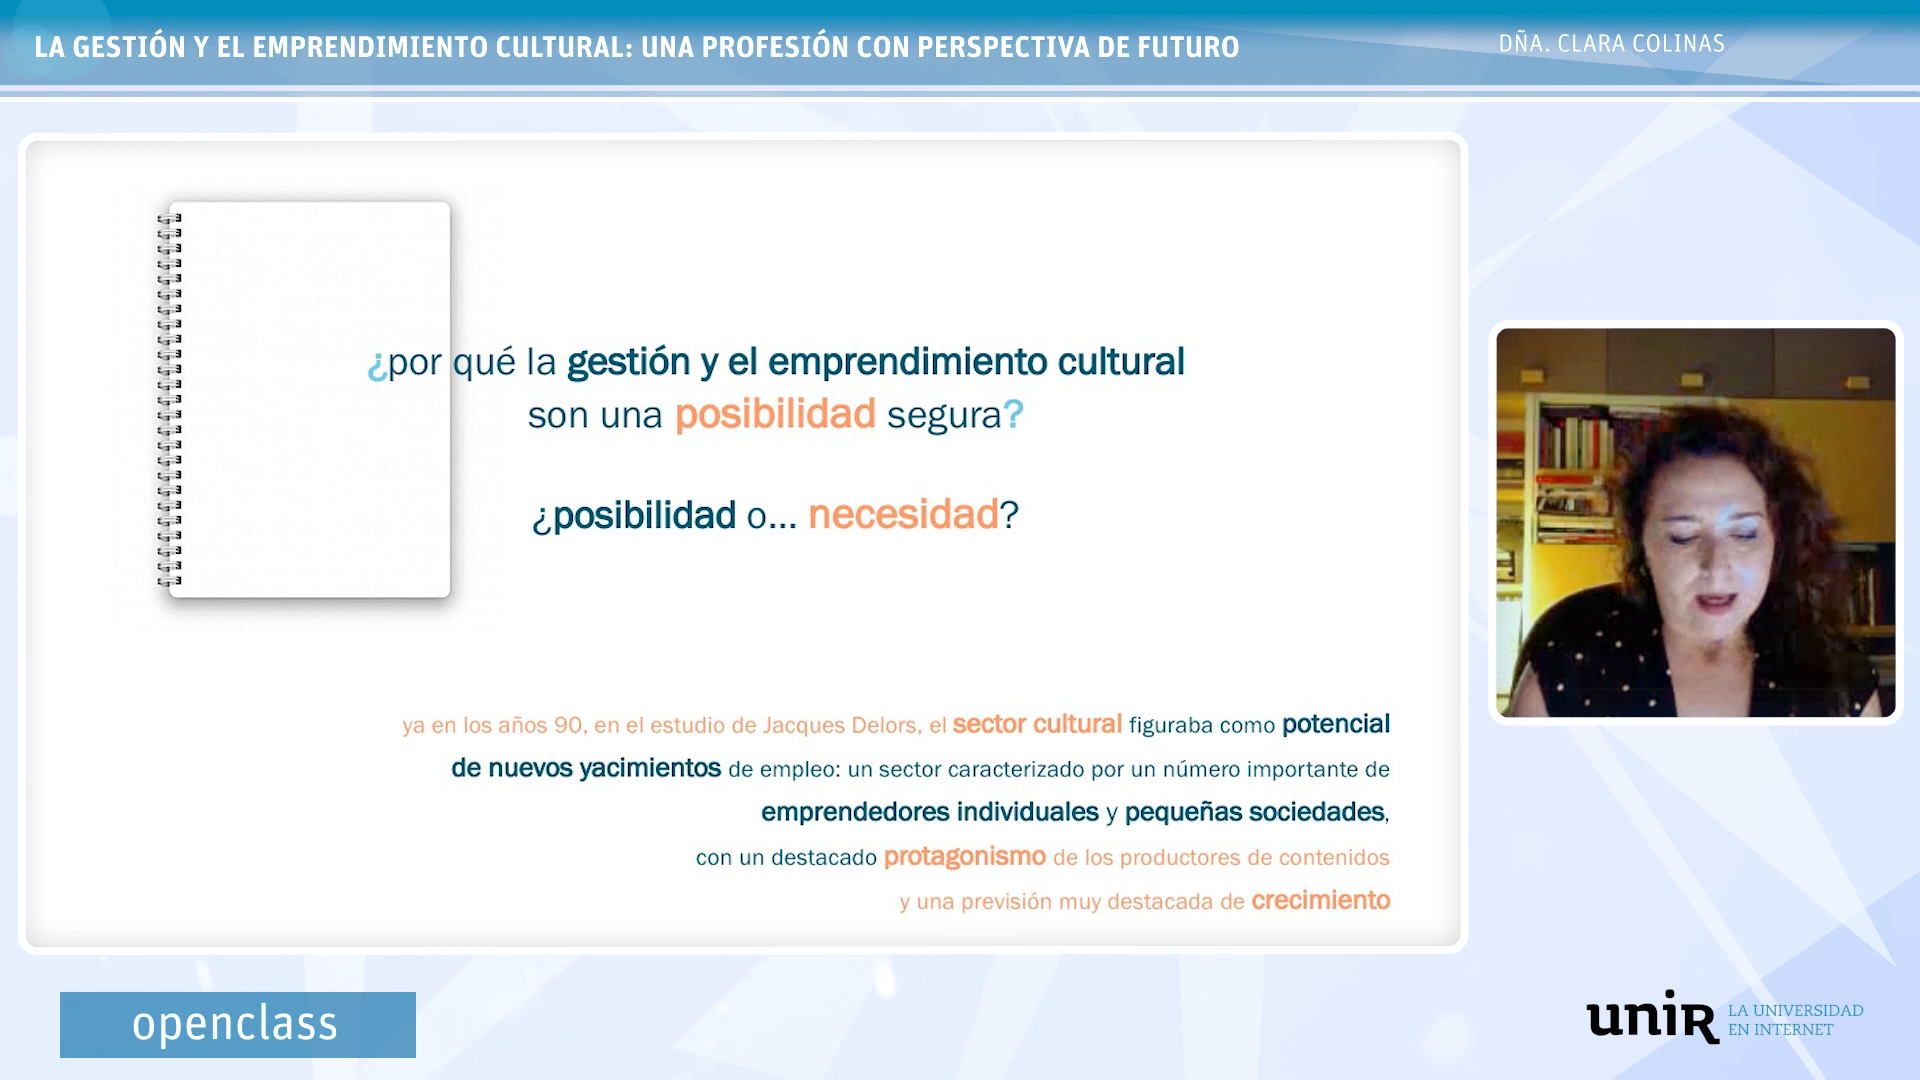 LA GESTIÓN Y EL EMPRENDIMIENTO CULTURAL: UNA PROFESIÓN CON PERSPECTIVA DE FUTURO
DÑA. CLARA COLINAS
¿por qué la gestión y el emprendimiento cultural
son una posibilidad segura?
¿posibilidad o... necesidad?
ya en los años 90, en el estudio de Jacques Delors, el sector cultural figuraba como potencial
de nuevos yacimientos de empleo: un sector caracterizado por un número importante de
emprendedores individuales y pequeñas sociedades,
con un destacado protagonismo de los productores de contenidos
y una previsión muy destacada de crecimiento
openclass
unir LA UNIVERSIDAD
EN INTERNET